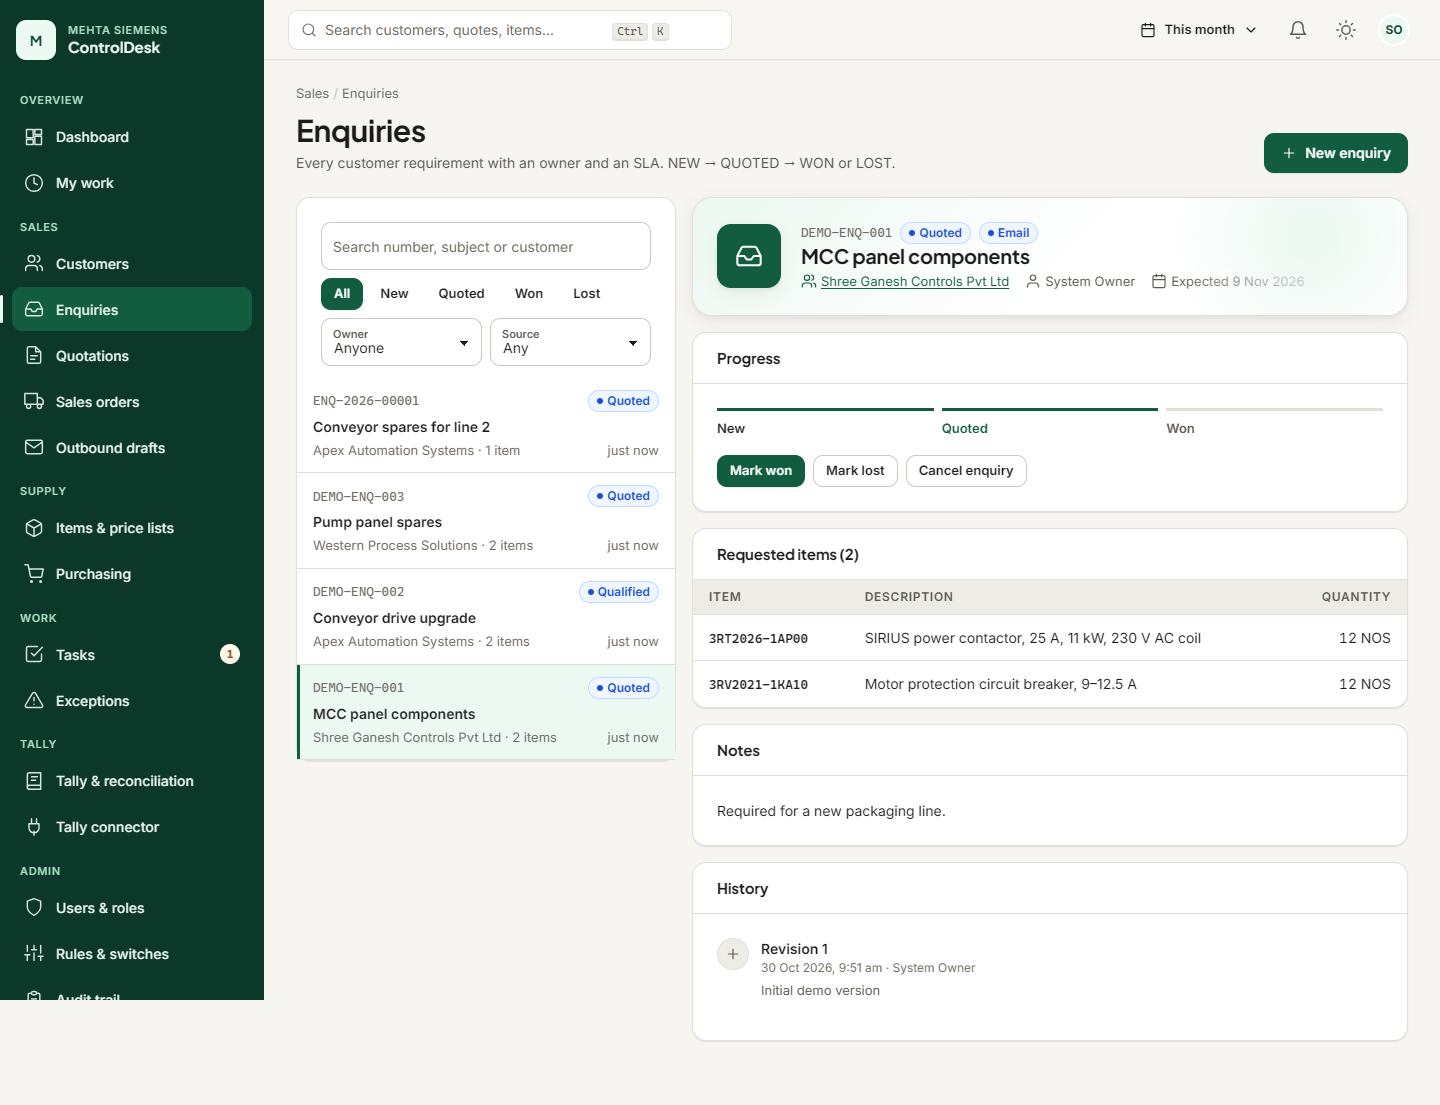 M
MEHTA SIEMENS
ControlDesk
OVERVIEW
Dashboard
My work
SALES
Customers
Enquiries
Quotations
Sales orders
Outbound drafts
SUPPLY
Items & price lists
Purchasing
WORK
Tasks 1
Exceptions
TALLY
Tally & reconciliation
Tally connector
ADMIN
Users & roles
Rules & switches
Audit trail
Search customers, quotes, items... Ctrl K
This month
SO
Sales / Enquiries
Enquiries
Every customer requirement with an owner and an SLA. NEW → QUOTED → WON or LOST.
+ New enquiry
Search number, subject or customer
All New Quoted Won Lost
Owner
Anyone
Source
Any
ENQ-2026-00001 Quoted
Conveyor spares for line 2
Apex Automation Systems · 1 item just now
DEMO-ENQ-003 Quoted
Pump panel spares
Western Process Solutions · 2 items just now
DEMO-ENQ-002 Qualified
Conveyor drive upgrade
Apex Automation Systems · 2 items just now
DEMO-ENQ-001 Quoted
MCC panel components
Shree Ganesh Controls Pvt Ltd · 2 items just now
DEMO-ENQ-001 Quoted Email
MCC panel components
Shree Ganesh Controls Pvt Ltd System Owner Expected 9 Nov 2026
Progress
New Quoted Won
Mark won Mark lost Cancel enquiry
Requested items (2)
ITEM DESCRIPTION QUANTITY
3RT2026-1AP00 SIRIUS power contactor, 25 A, 11 kW, 230 V AC coil 12 NOS
3RV2021-1KA10 Motor protection circuit breaker, 9–12.5 A 12 NOS
Notes
Required for a new packaging line.
History
Revision 1
30 Oct 2026, 9:51 am · System Owner
Initial demo version